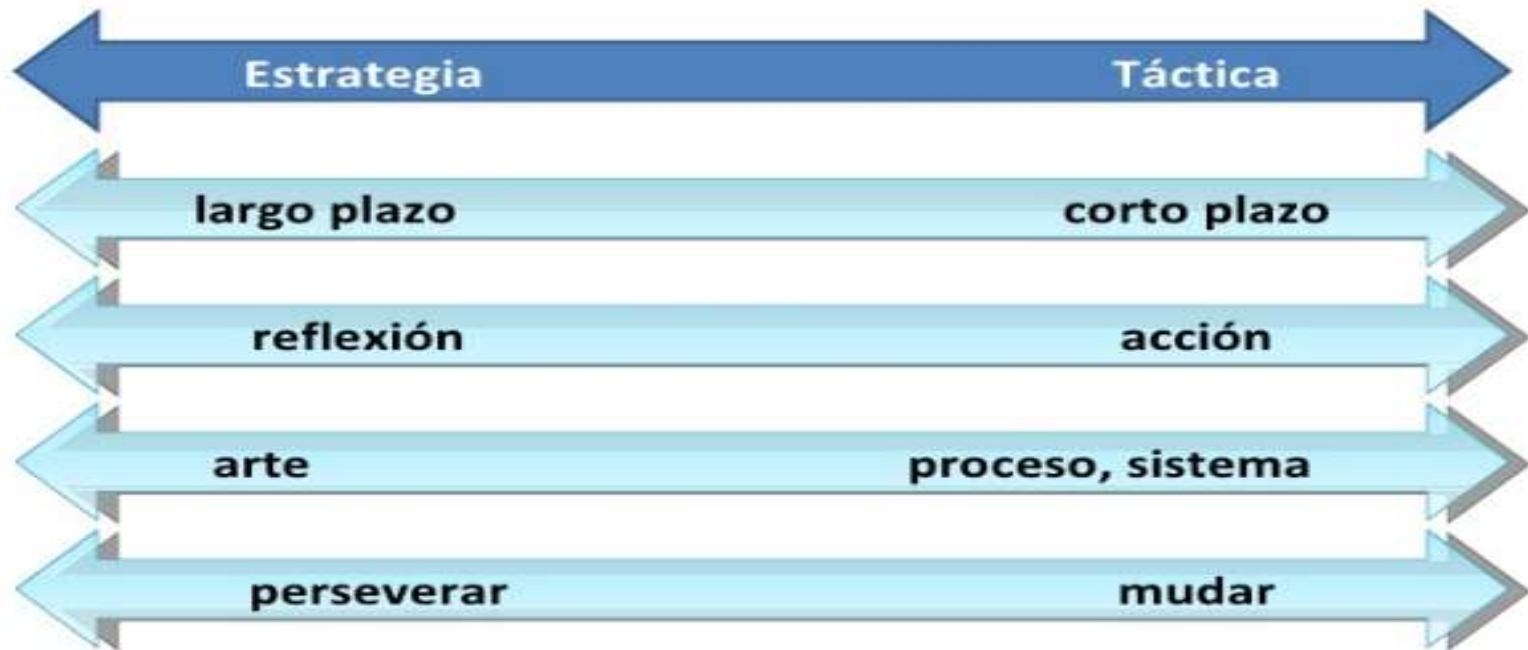 Estrategia Táctica
largo plazo corto plazo
reflexión acción
arte proceso, sistema
perseverar mudar